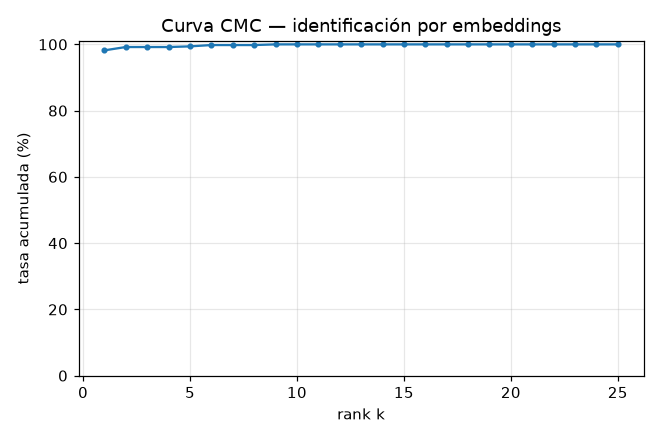 Curva CMC — identificación por embeddings
tasa acumulada (%)
100
80
60
40
20
0
0 5 10 15 20 25
rank k